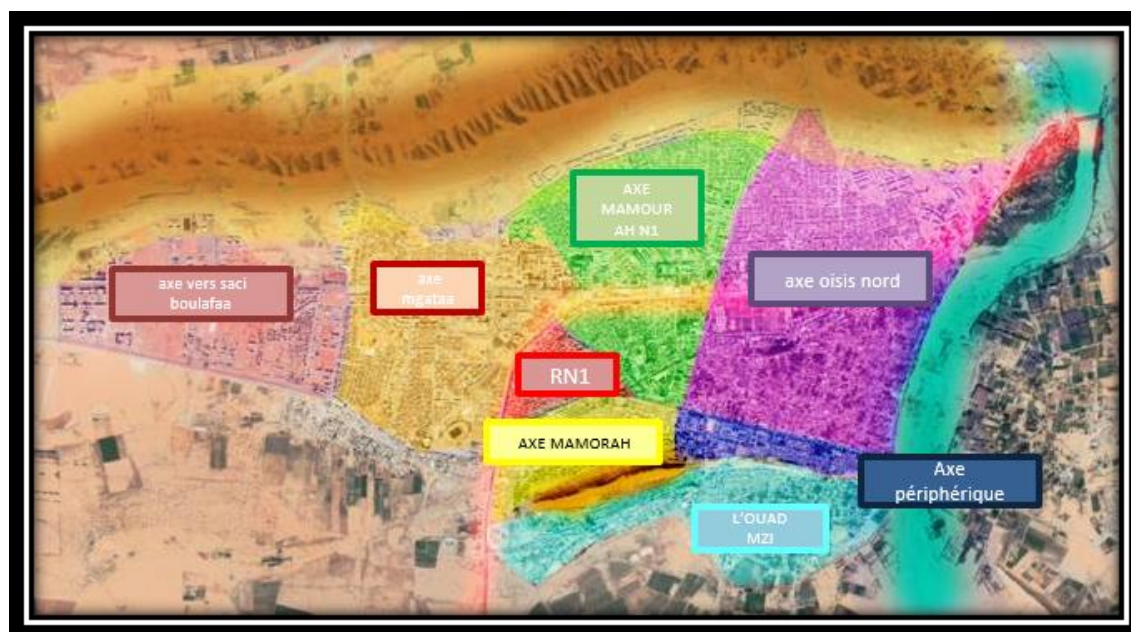 AXE
MAMOUR
AH N1
axe vers saci
boulafaa
axe
mgataa
axe oisis nord
RN1
AXE MAMORAH
Axe
périphérique
L'OUAD
MZI